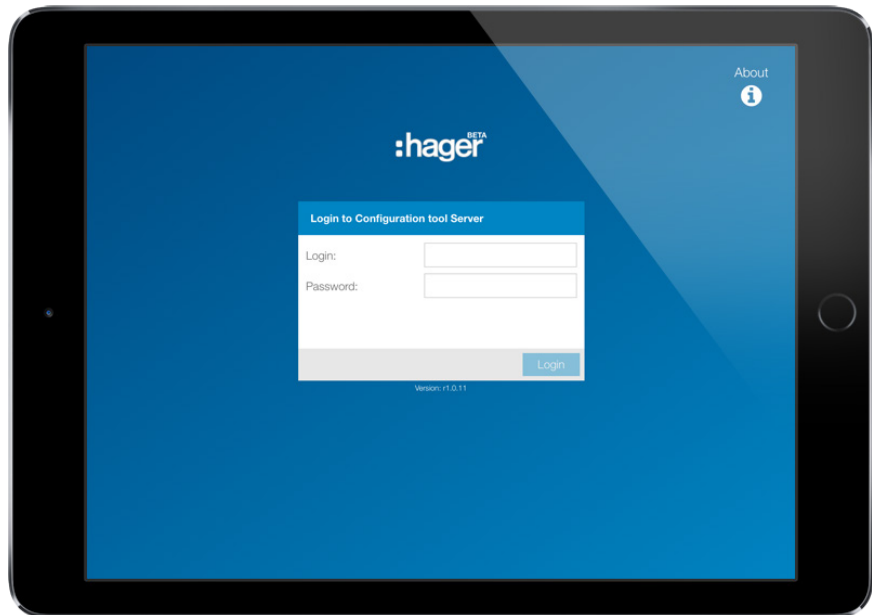 About
BETA
:hager
Login to Configuration tool Server
Login:
Password:
Login
Version: r1.0.11